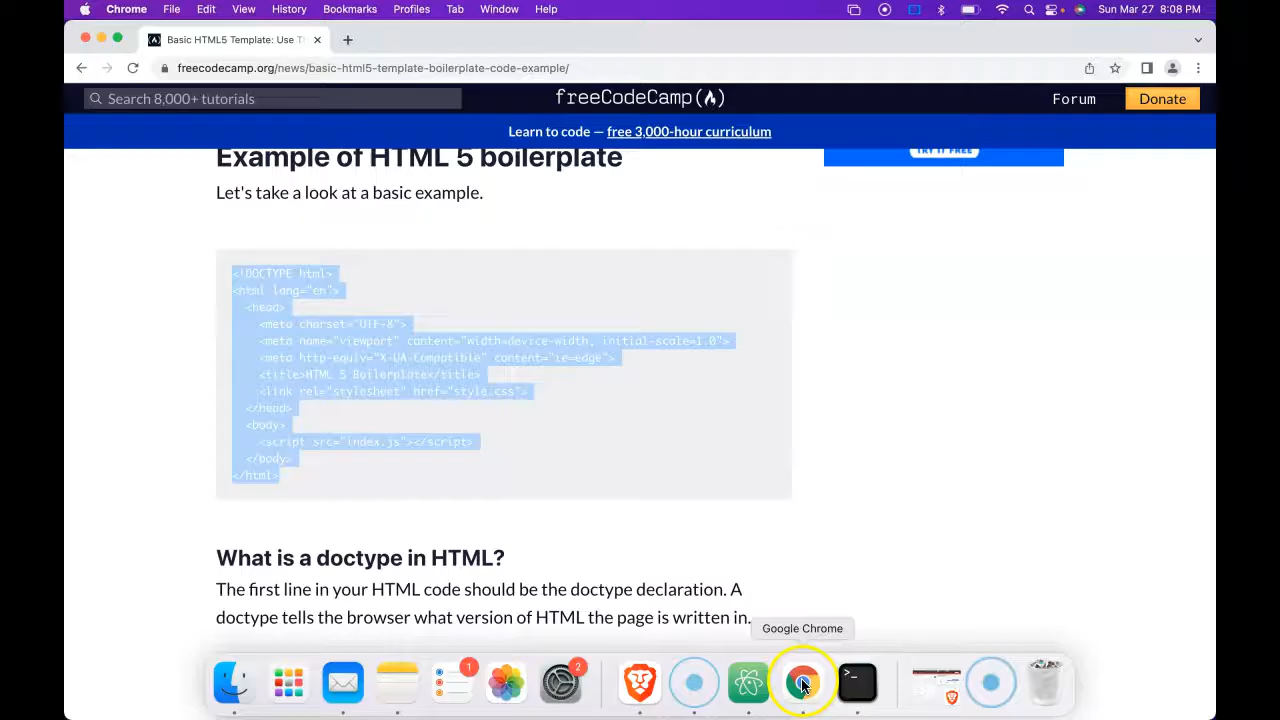 Chrome File Edit View History Bookmarks Profiles Tab Window Help Sun Mar 27 8:08 PM
Basic HTML5 Template: Use Th
freecodecamp.org/news/basic-html5-template-boilerplate-code-example/
Search 8,000+ tutorials
freeCodeCamp
Forum
Donate
Learn to code — free 3,000-hour curriculum
TRY IT FREE
Example of HTML 5 boilerplate
Let's take a look at a basic example.
<!DOCTYPE html>
<html lang="en">
<head>
<meta charset="UTF-8">
<meta name="viewport" content="width=device-width, initial-scale=1.0">
<meta http-equiv="X-UA-Compatible" content="ie=edge">
<title>HTML 5 Boilerplate</title>
<link rel="stylesheet" href="style.css">
</head>
<body>
<script src="index.js"></script>
</body>
</html>
What is a doctype in HTML?
The first line in your HTML code should be the doctype declaration. A
doctype tells the browser what version of HTML the page is written in.
Google Chrome
1
2
>_